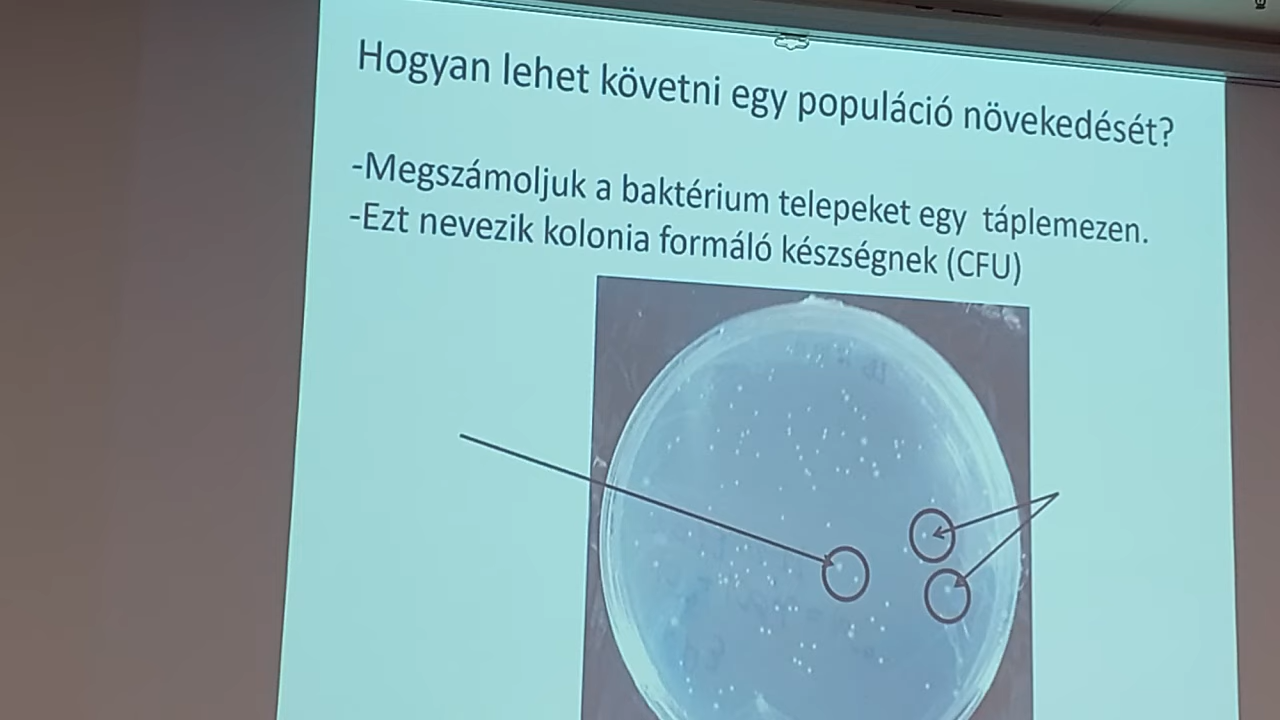 Hogyan lehet követni egy populáció növekedését?
-Megszámoljuk a baktérium telepeket egy táplemezen.
-Ezt nevezik kolonia formáló készségnek (CFU)